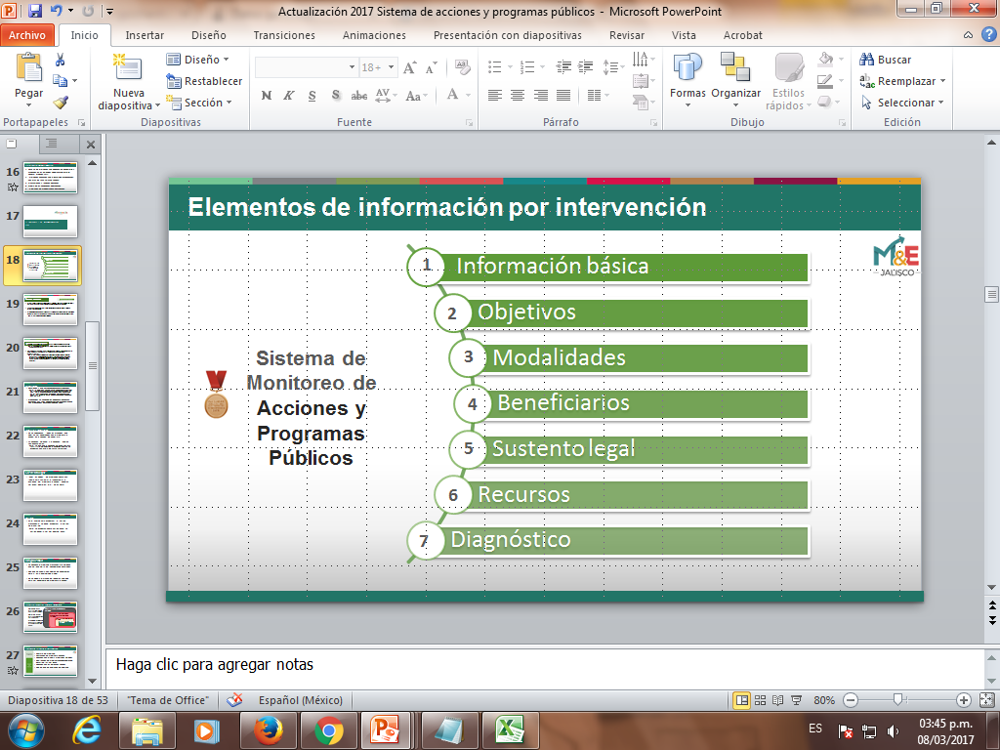 Actualización 2017 Sistema de acciones y programas públicos - Microsoft PowerPoint
Archivo Inicio Insertar Diseño Transiciones Animaciones Presentación con diapositivas Revisar Vista Acrobat
Pegar
Portapapeles
Nueva diapositiva
Diseño
Restablecer
Sección
Diapositivas
18
N K S S abc AV Aa A
Fuente
Párrafo
Formas
Organizar
Estilos rápidos
Dibujo
Buscar
Reemplazar
Seleccionar
Edición
16
17
18
19
20
21
22
23
24
25
26
27
Elementos de información por intervención
M&E
JALISCO
Sistema de
Monitoreo de
Acciones y
Programas
Públicos
1 Información básica
2 Objetivos
3 Modalidades
4 Beneficiarios
5 Sustento legal
6 Recursos
7 Diagnóstico
Haga clic para agregar notas
Diapositiva 18 de 53 "Tema de Office" Español (México) 80%
ES
03:45 p.m.
08/03/2017